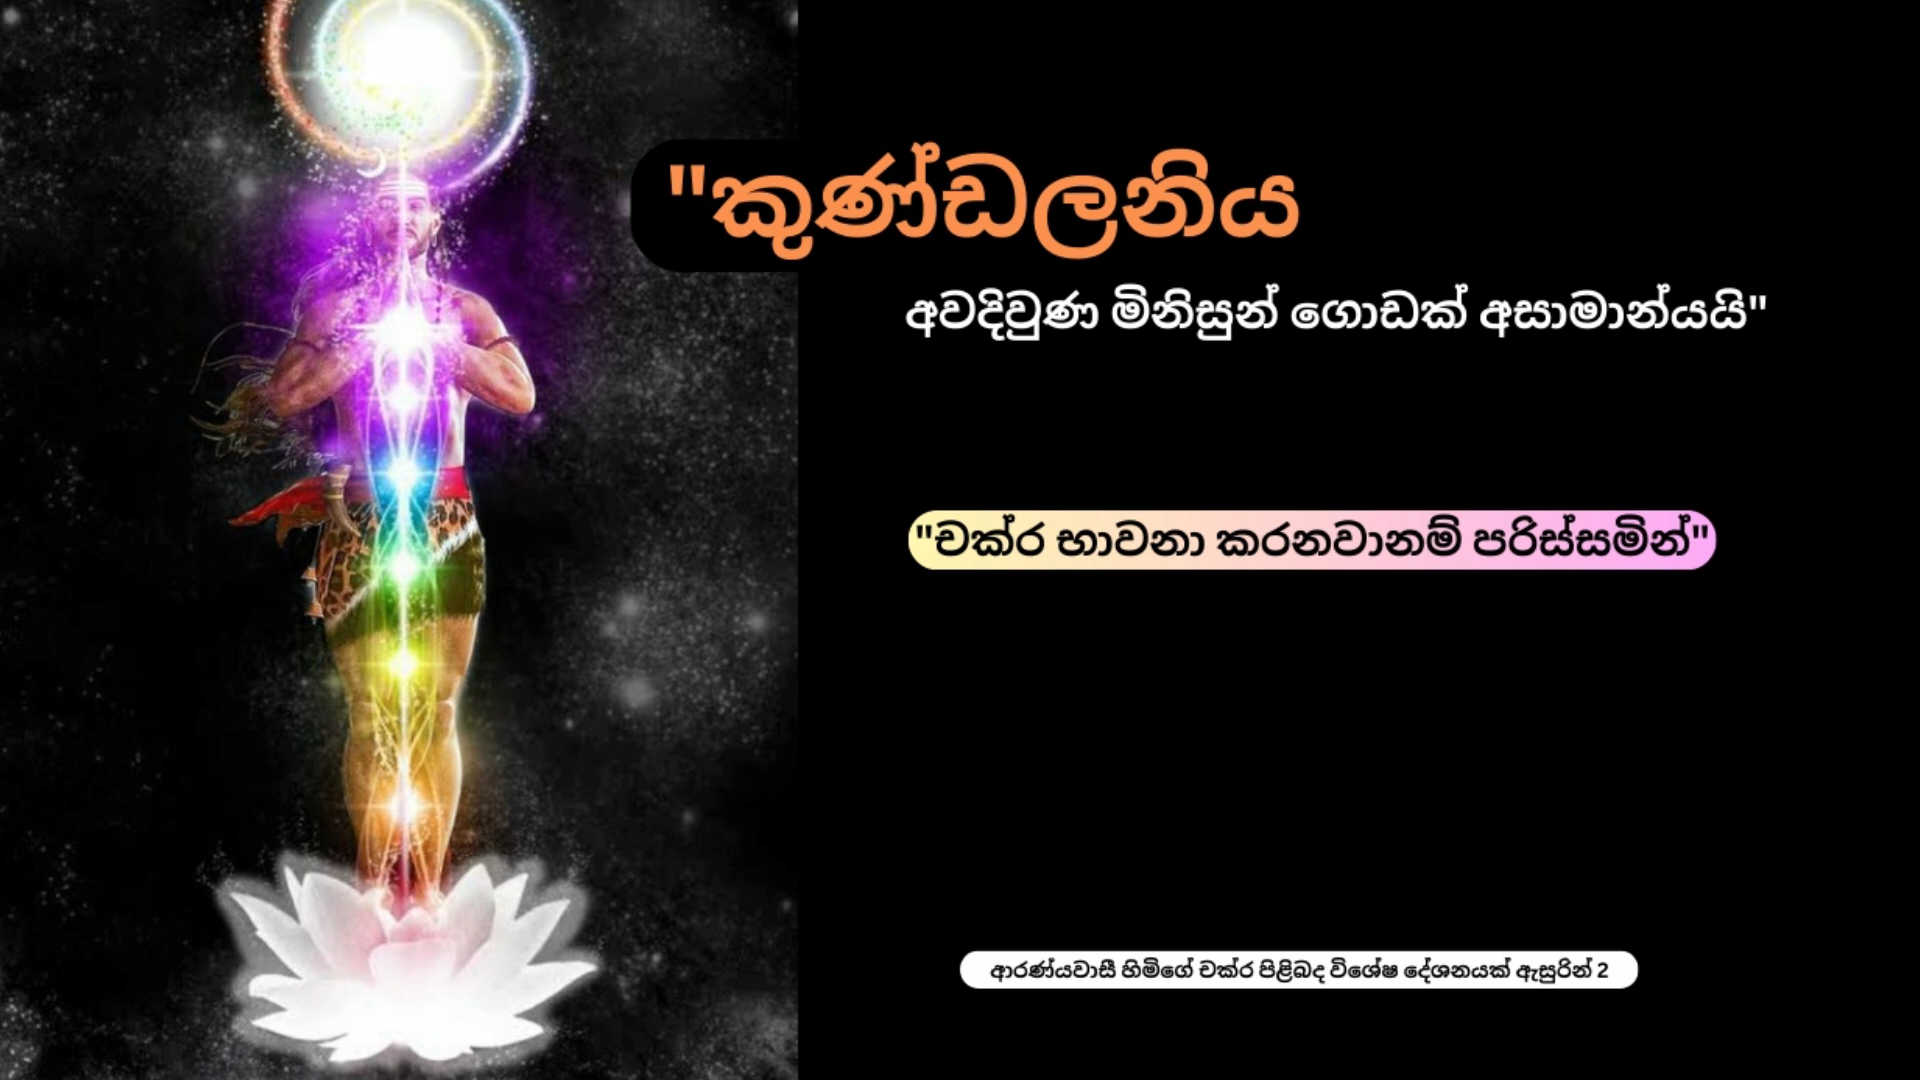 "කුණ්ඩලනිය
අවදිවුණ මිනිසුන් ගොඩක් අසාමාන්යයි"
"චක්ර භාවනා කරනවානම් පරිස්සමින්"
ආරණ්යවාසී හිමිගේ චක්ර පිළිබද විශේෂ දේශනයක් ඇසුරින් 2